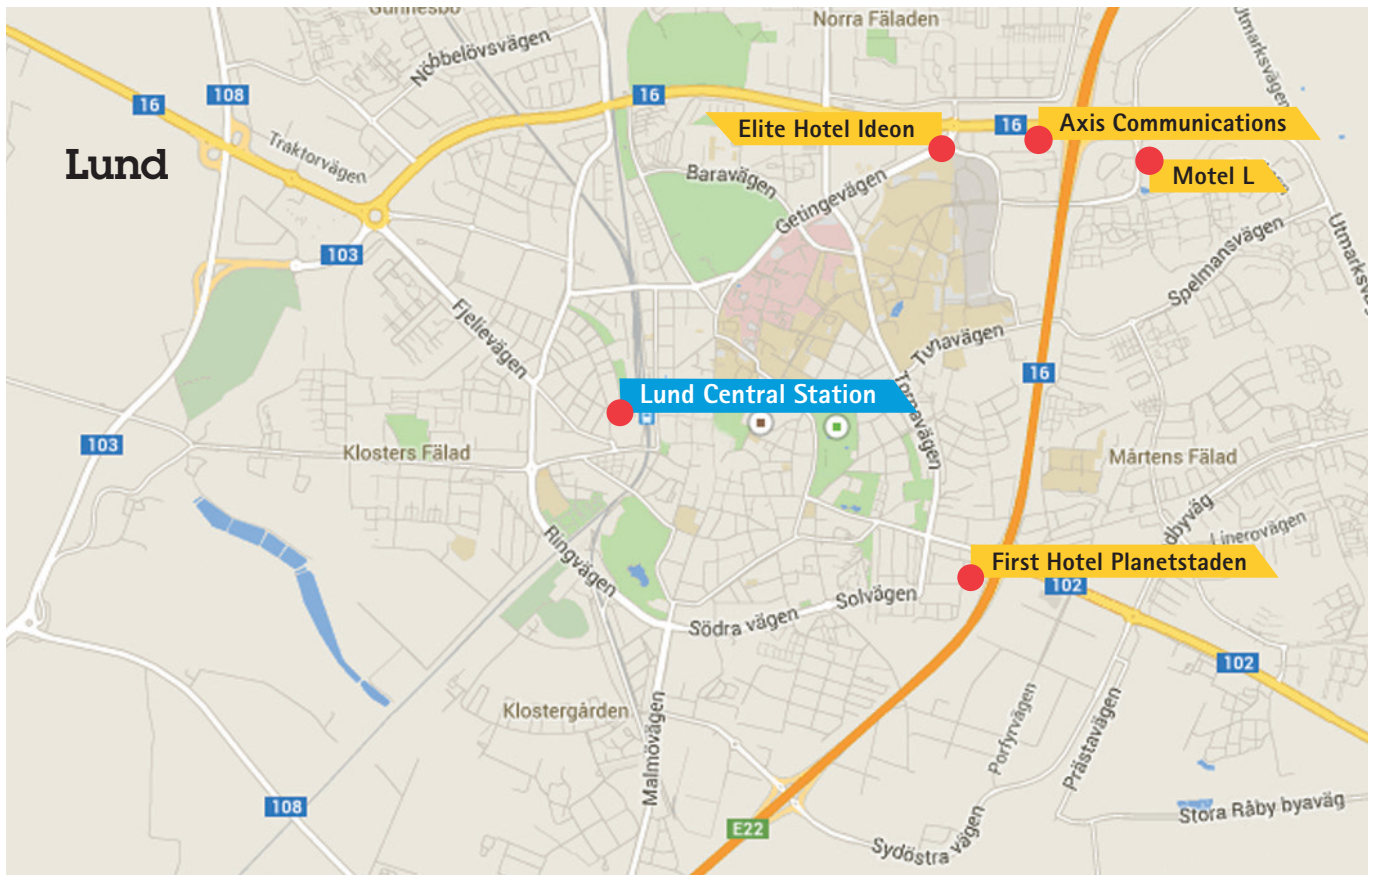 Gunnesbo
Norra Fäladen
Utmarksvägen
Nöbbelövsvägen
108
16
16
Elite Hotel Ideon
16
Axis Communications
Traktorvägen
Lund
Baravägen
Motel L
Getingevägen
103
Spelmansvägen
Fjelievägen
Tunavägen
16
Lund Central Station
Tornavägen
103
Klosters Fälad
Mårtens Fälad
Linerovägen
Ringvägen
First Hotel Planetstaden
102
Solvägen
Södra vägen
102
Klostergården
Malmövägen
Porfyrvägen
Prästavägen
108
E22
Stora Råby byaväg
Sydöstra vägen